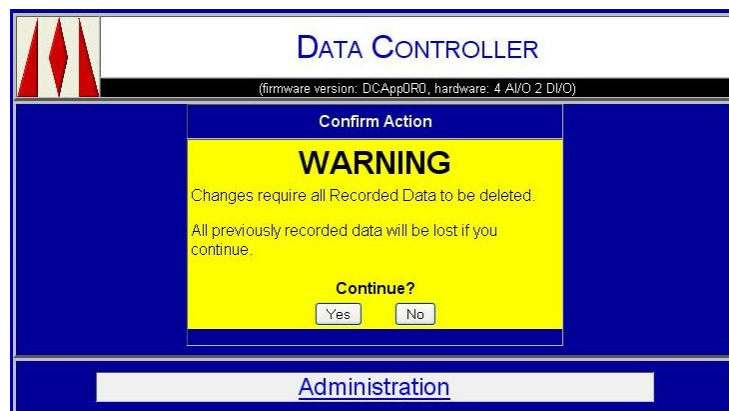 DATA CONTROLLER
(firmware version: DCApp0R0, hardware: 4 AI/O 2 DI/O)
Confirm Action
WARNING
Changes require all Recorded Data to be deleted.
All previously recorded data will be lost if you
continue.
Continue?
Yes No
Administration